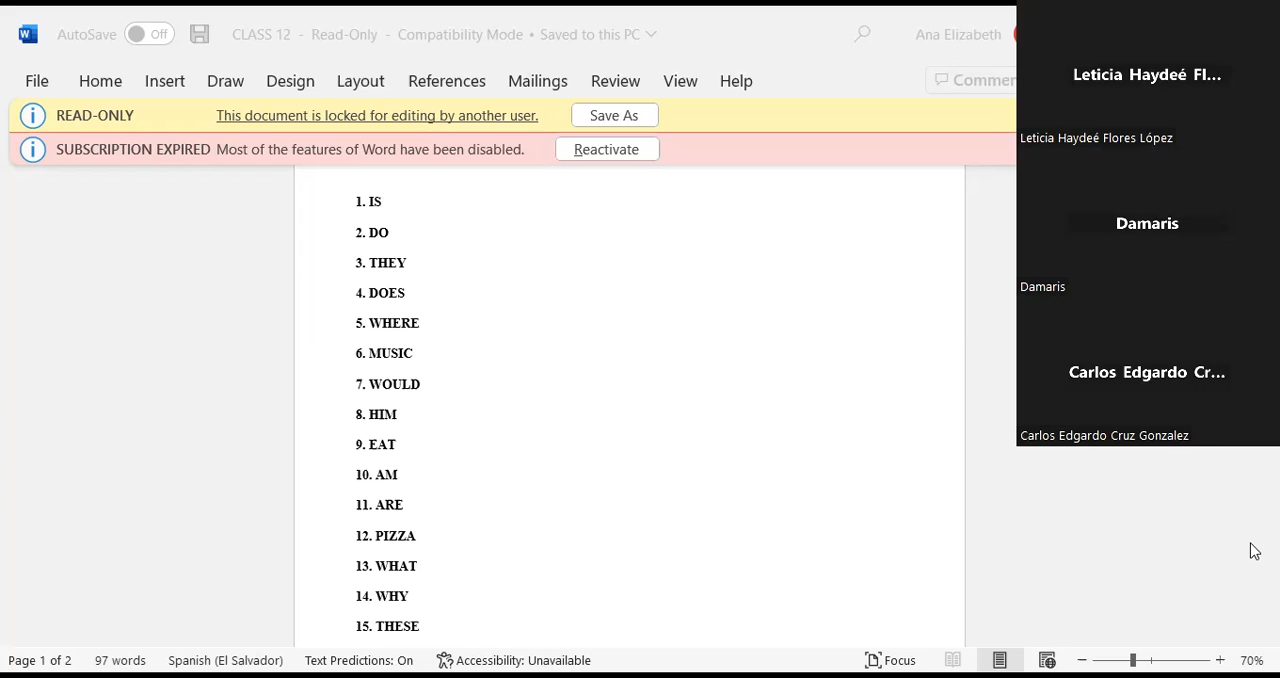 AutoSave Off CLASS 12 - Read-Only - Compatibility Mode • Saved to this PC Ana Elizabeth
File Home Insert Draw Design Layout References Mailings Review View Help Commen
READ-ONLY This document is locked for editing by another user. Save As
SUBSCRIPTION EXPIRED Most of the features of Word have been disabled. Reactivate
1. IS
2. DO
3. THEY
4. DOES
5. WHERE
6. MUSIC
7. WOULD
8. HIM
9. EAT
10. AM
11. ARE
12. PIZZA
13. WHAT
14. WHY
15. THESE
Leticia Haydeé Fl...
Leticia Haydeé Flores López
Damaris
Damaris
Carlos Edgardo Cr...
Carlos Edgardo Cruz Gonzalez
Page 1 of 2 97 words Spanish (El Salvador) Text Predictions: On Accessibility: Unavailable Focus 70%